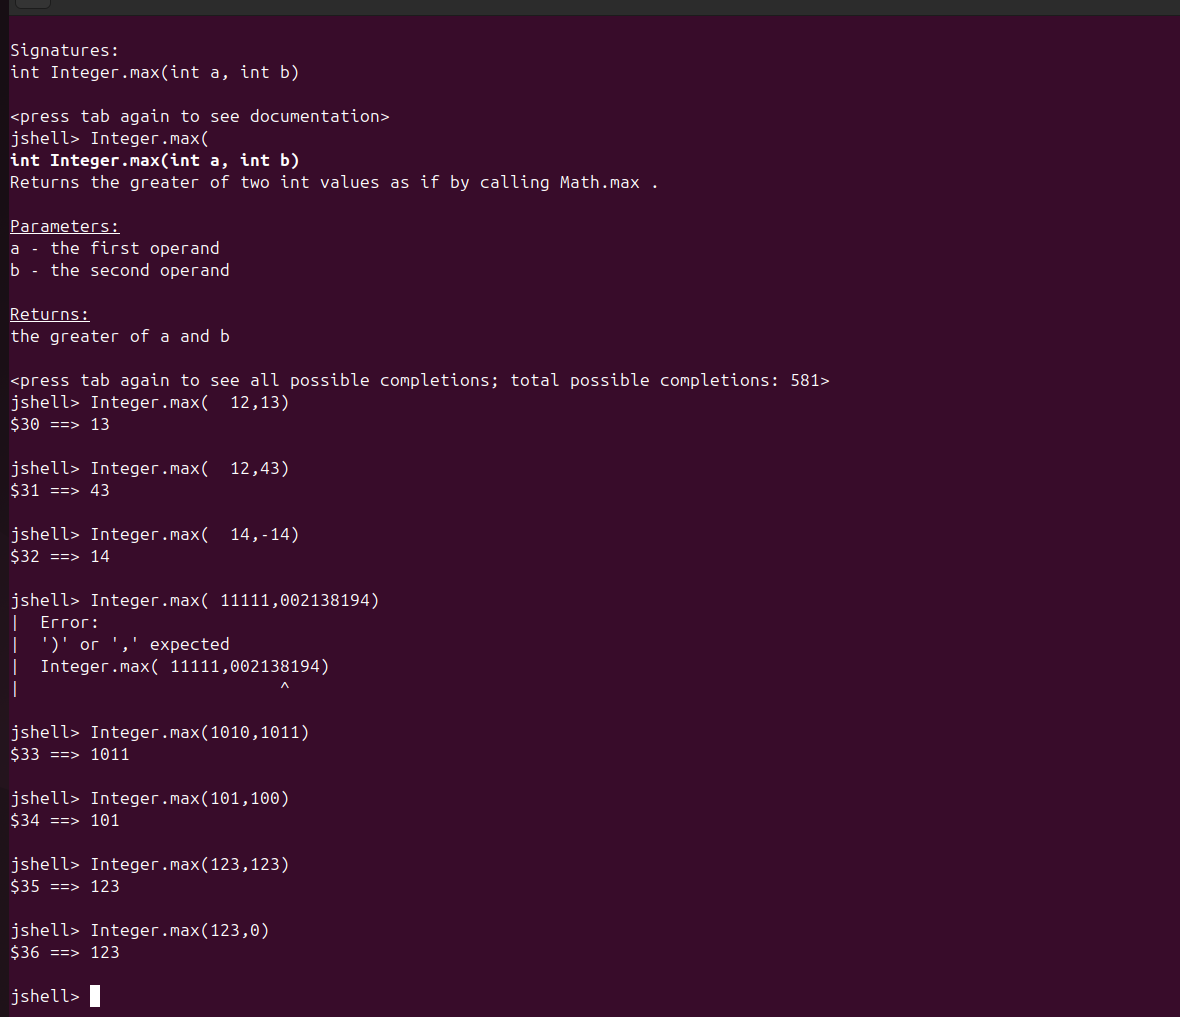 Signatures:
int Integer.max(int a, int b)
<press tab again to see documentation>
jshell> Integer.max(
int Integer.max(int a, int b)
Returns the greater of two int values as if by calling Math.max .
Parameters:
a - the first operand
b - the second operand
Returns:
the greater of a and b
<press tab again to see all possible completions; total possible completions: 581>
jshell> Integer.max(  12,13)
$30 ==> 13
jshell> Integer.max(  12,43)
$31 ==> 43
jshell> Integer.max(  14,-14)
$32 ==> 14
jshell> Integer.max( 11111,002138194)
|  Error:
|  ')' or ',' expected
|  Integer.max( 11111,002138194)
|                          ^
jshell> Integer.max(1010,1011)
$33 ==> 1011
jshell> Integer.max(101,100)
$34 ==> 101
jshell> Integer.max(123,123)
$35 ==> 123
jshell> Integer.max(123,0)
$36 ==> 123
jshell>